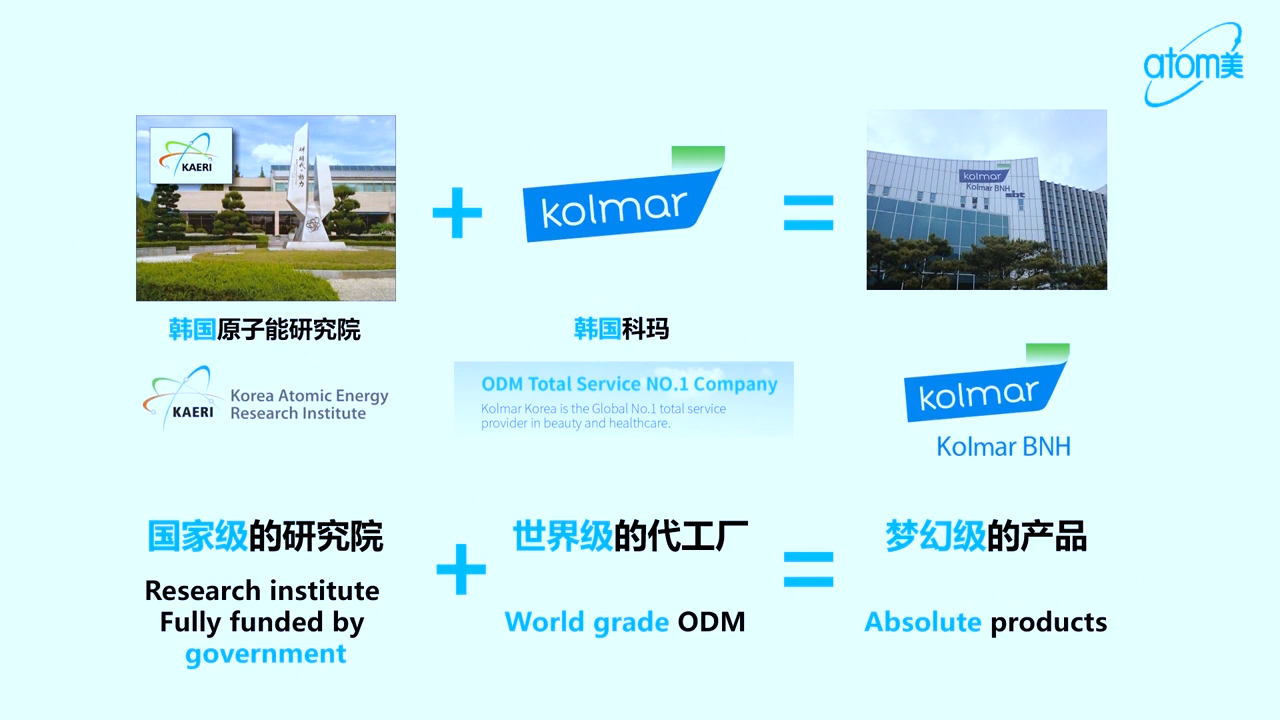 atom美
KAERI
kolmar
kolmar
Kolmar BNH
韩国原子能研究院
韩国科玛
KAERI
Korea Atomic Energy
Research Institute
ODM Total Service NO.1 Company
Kolmar Korea is the Global No.1 total service
provider in beauty and healthcare.
kolmar
Kolmar BNH
国家级的研究院
+
世界级的代工厂
=
梦幻级的产品
Research institute
Fully funded by
government
World grade ODM
Absolute products